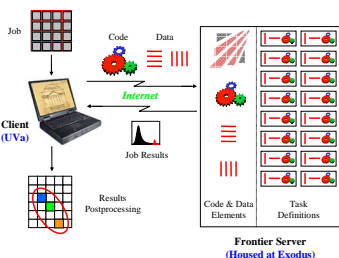 Job
Code
Data
Internet
Client
(UVa)
Job Results
Results
Postprocessing
Code & Data
Elements
Task
Definitions
Frontier Server
(Housed at Exodus)